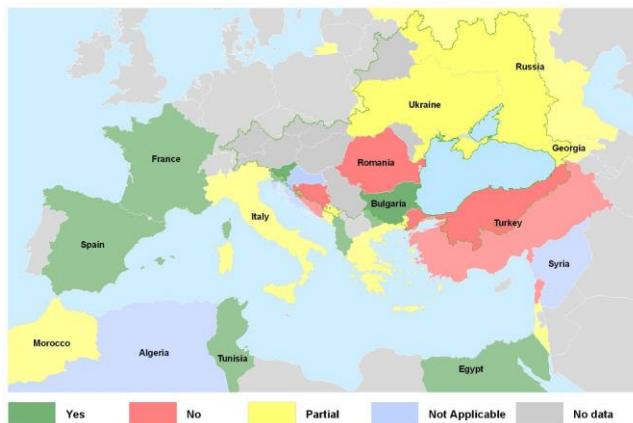 Russia
Ukraine
Georgia
France
Romania
Bulgaria
Italy
Spain
Turkey
Syria
Morocco
Algeria
Tunisia
Egypt
Yes No Partial Not Applicable No data